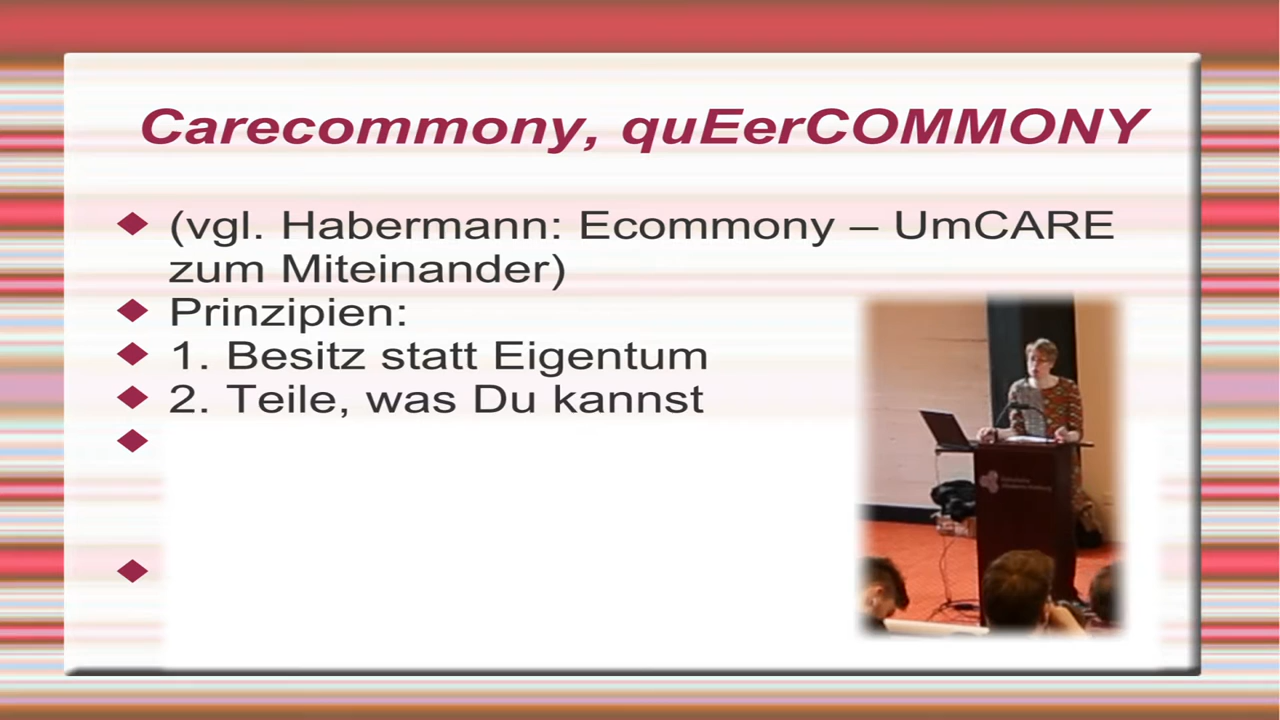 Carecommony, quEerCOMMONY
(vgl. Habermann: Ecommony – UmCARE
zum Miteinander)
Prinzipien:
1. Besitz statt Eigentum
2. Teile, was Du kannst